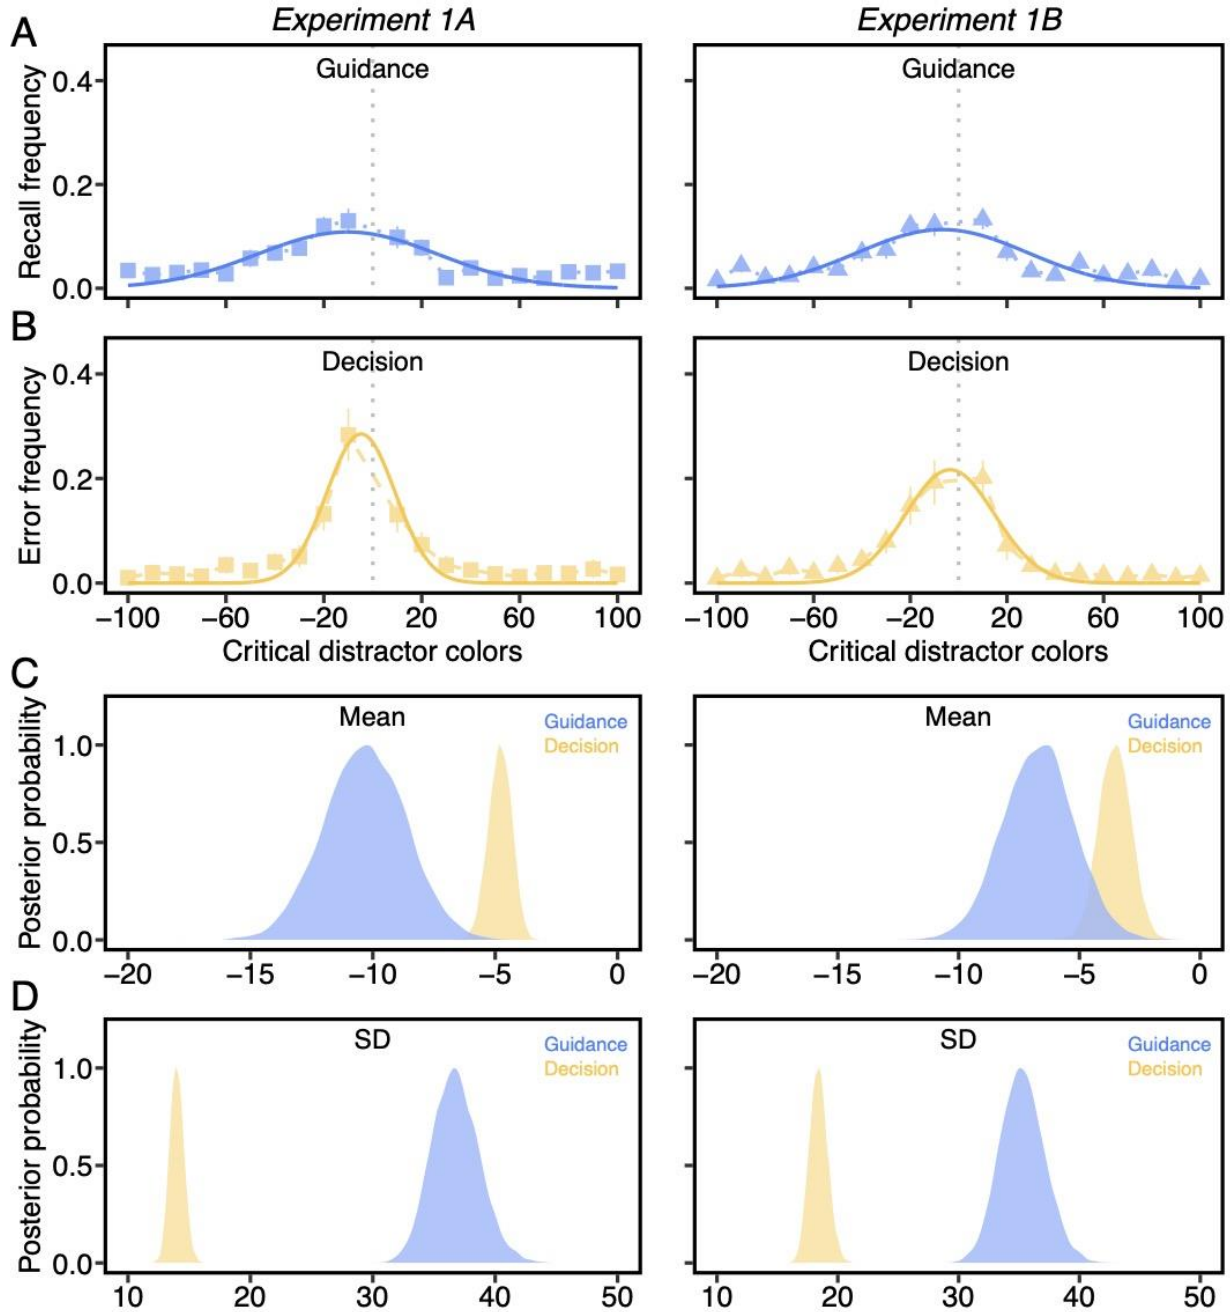 Experiment 1A Experiment 1B
A
Guidance Guidance
Recall frequency
0.4
0.2
0.0
B
Decision Decision
Error frequency
0.4
0.2
0.0
−100 −60 −20 20 60 100 −100 −60 −20 20 60 100
Critical distractor colors Critical distractor colors
C
Mean Mean
Guidance Guidance
Decision Decision
Posterior probability
1.0
0.5
0.0
−20 −15 −10 −5 0 −20 −15 −10 −5 0
D
SD SD
Guidance Guidance
Decision Decision
Posterior probability
1.0
0.5
0.0
10 20 30 40 50 10 20 30 40 50